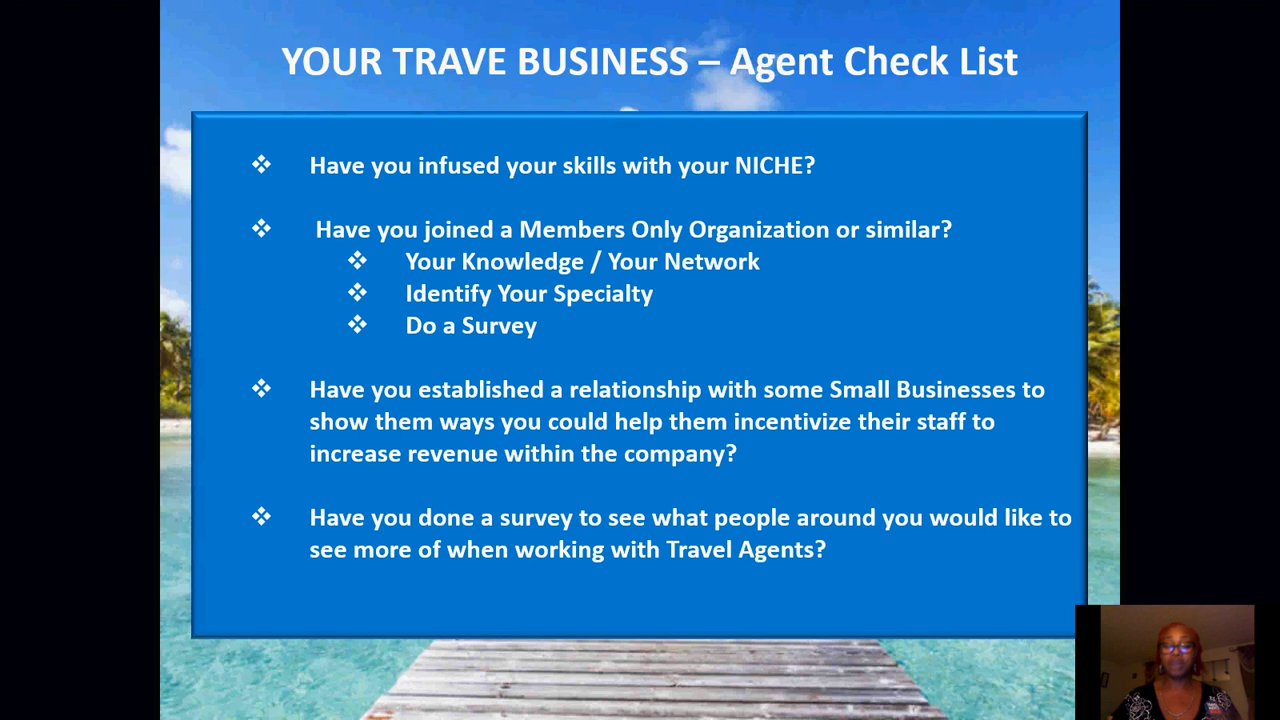 YOUR TRAVE BUSINESS – Agent Check List
❖ Have you infused your skills with your NICHE?
❖ Have you joined a Members Only Organization or similar?
❖ Your Knowledge / Your Network
❖ Identify Your Specialty
❖ Do a Survey
❖ Have you established a relationship with some Small Businesses to
show them ways you could help them incentivize their staff to
increase revenue within the company?
❖ Have you done a survey to see what people around you would like to
see more of when working with Travel Agents?